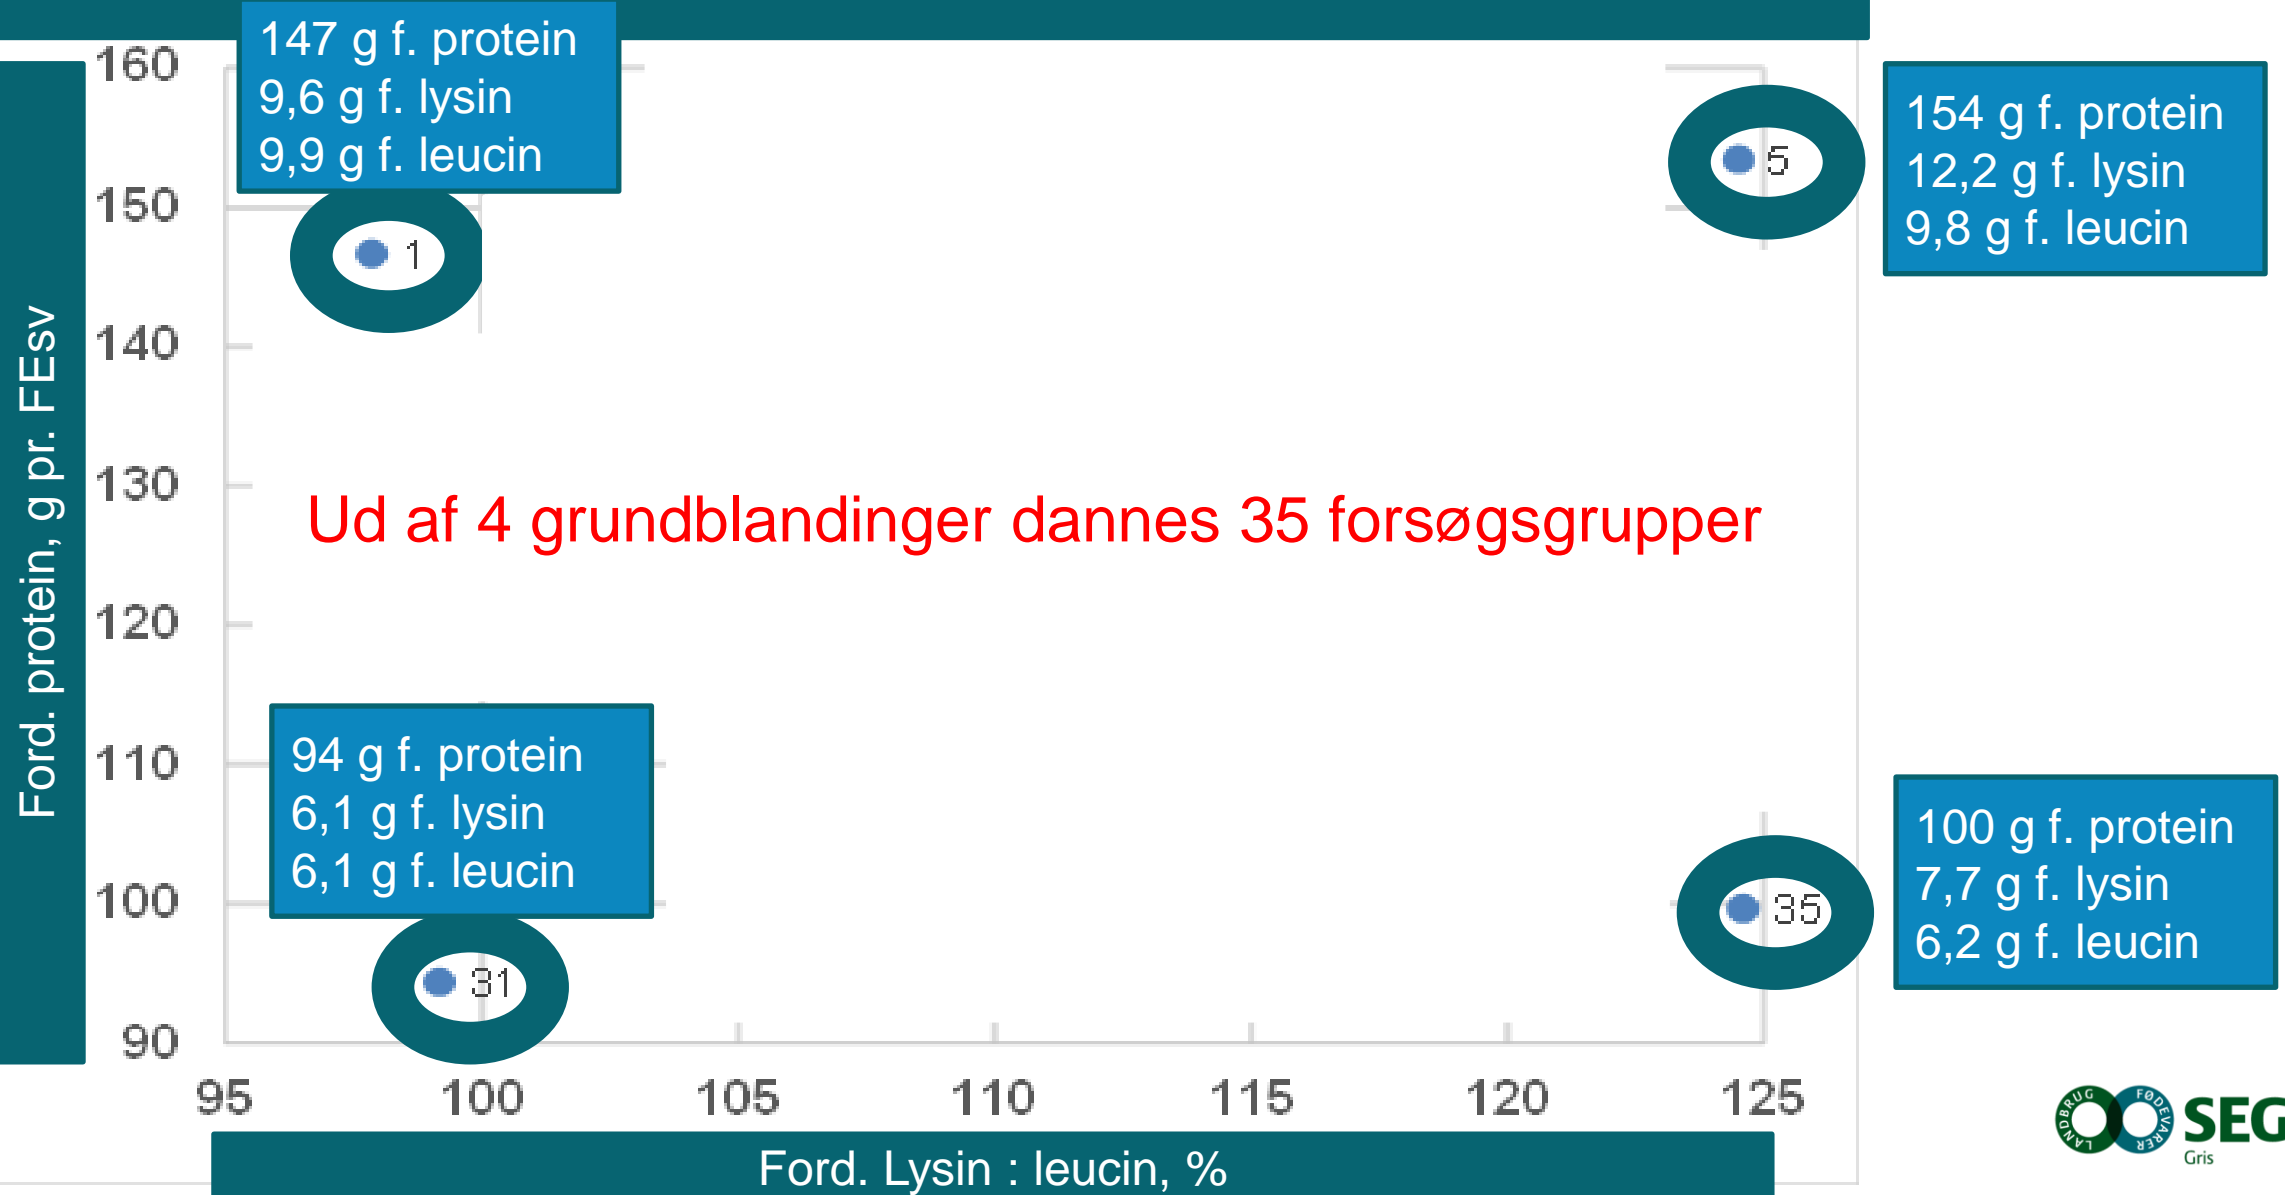 147 g f. protein
9,6 g f. lysin
9,9 g f. leucin
154 g f. protein
12,2 g f. lysin
9,8 g f. leucin
160
150
140
130
120
110
100
90
Ford. protein, g pr. FEsv
1
5
Ud af 4 grundblandinger dannes 35 forsøgsgrupper
94 g f. protein
6,1 g f. lysin
6,1 g f. leucin
100 g f. protein
7,7 g f. lysin
6,2 g f. leucin
31
35
95 100 105 110 115 120 125
Ford. Lysin : leucin, %
LANDBRUG FØDEVARER
SEG
Gris